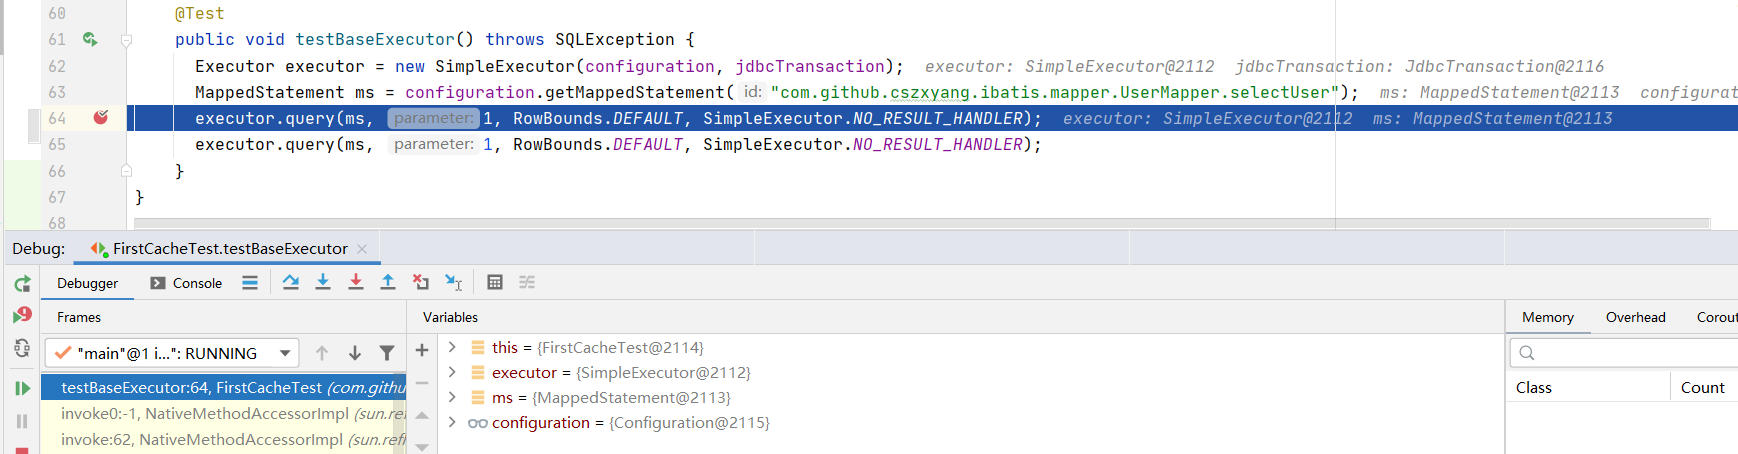 60 @Test
61 public void testBaseExecutor() throws SQLException {
62 Executor executor = new SimpleExecutor(configuration, jdbcTransaction); executor: SimpleExecutor@2112 jdbcTransaction: JdbcTransaction@2116
63 MappedStatement ms = configuration.getMappedStatement( id: "com.github.cszxyang.ibatis.mapper.UserMapper.selectUser"); ms: MappedStatement@2113 configurat
64 executor.query(ms, parameter: 1, RowBounds.DEFAULT, SimpleExecutor.NO_RESULT_HANDLER); executor: SimpleExecutor@2112 ms: MappedStatement@2113
65 executor.query(ms, parameter: 1, RowBounds.DEFAULT, SimpleExecutor.NO_RESULT_HANDLER);
66 }
67 }
68
Debug: FirstCacheTest.testBaseExecutor
Debugger Console
Frames Variables Memory Overhead Corout
"main"@1 i...": RUNNING
this = {FirstCacheTest@2114}
executor = {SimpleExecutor@2112}
ms = {MappedStatement@2113}
configuration = {Configuration@2115}
testBaseExecutor:64, FirstCacheTest (com.githu
invoke0:-1, NativeMethodAccessorImpl (sun.refl
invoke:62, NativeMethodAccessorImpl (sun.refl
Class Count